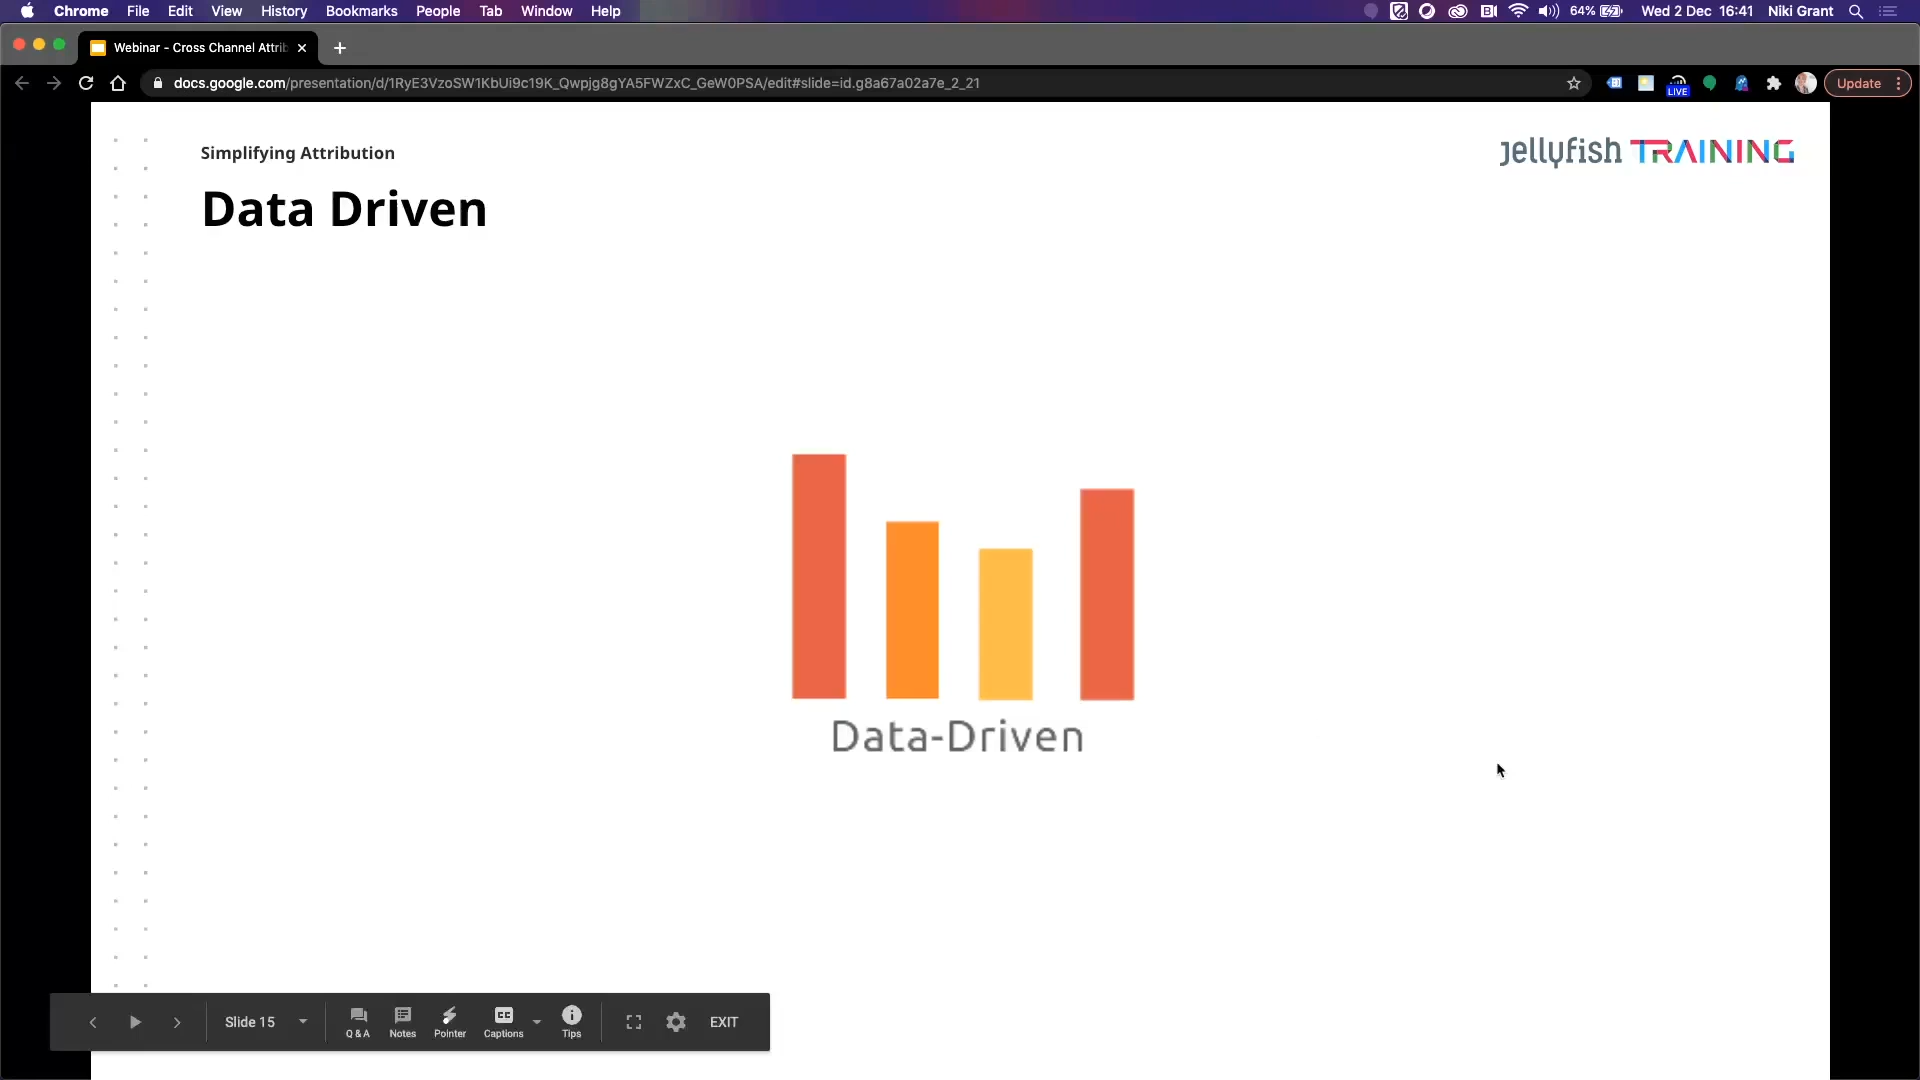 Chrome File Edit View History Bookmarks People Tab Window Help 64% Wed 2 Dec 16:41 Niki Grant
Webinar - Cross Channel Attrib
docs.google.com/presentation/d/1RyE3VzoSW1KbUi9c19K_Qwpjg8gYA5FWZxC_GeW0PSA/edit#slide=id.g8a67a02a7e_2_21
LIVE
Update
Simplifying Attribution
jellyfish TRAINING
Data Driven
Data-Driven
Slide 15
Q & A Notes Pointer Captions Tips
EXIT